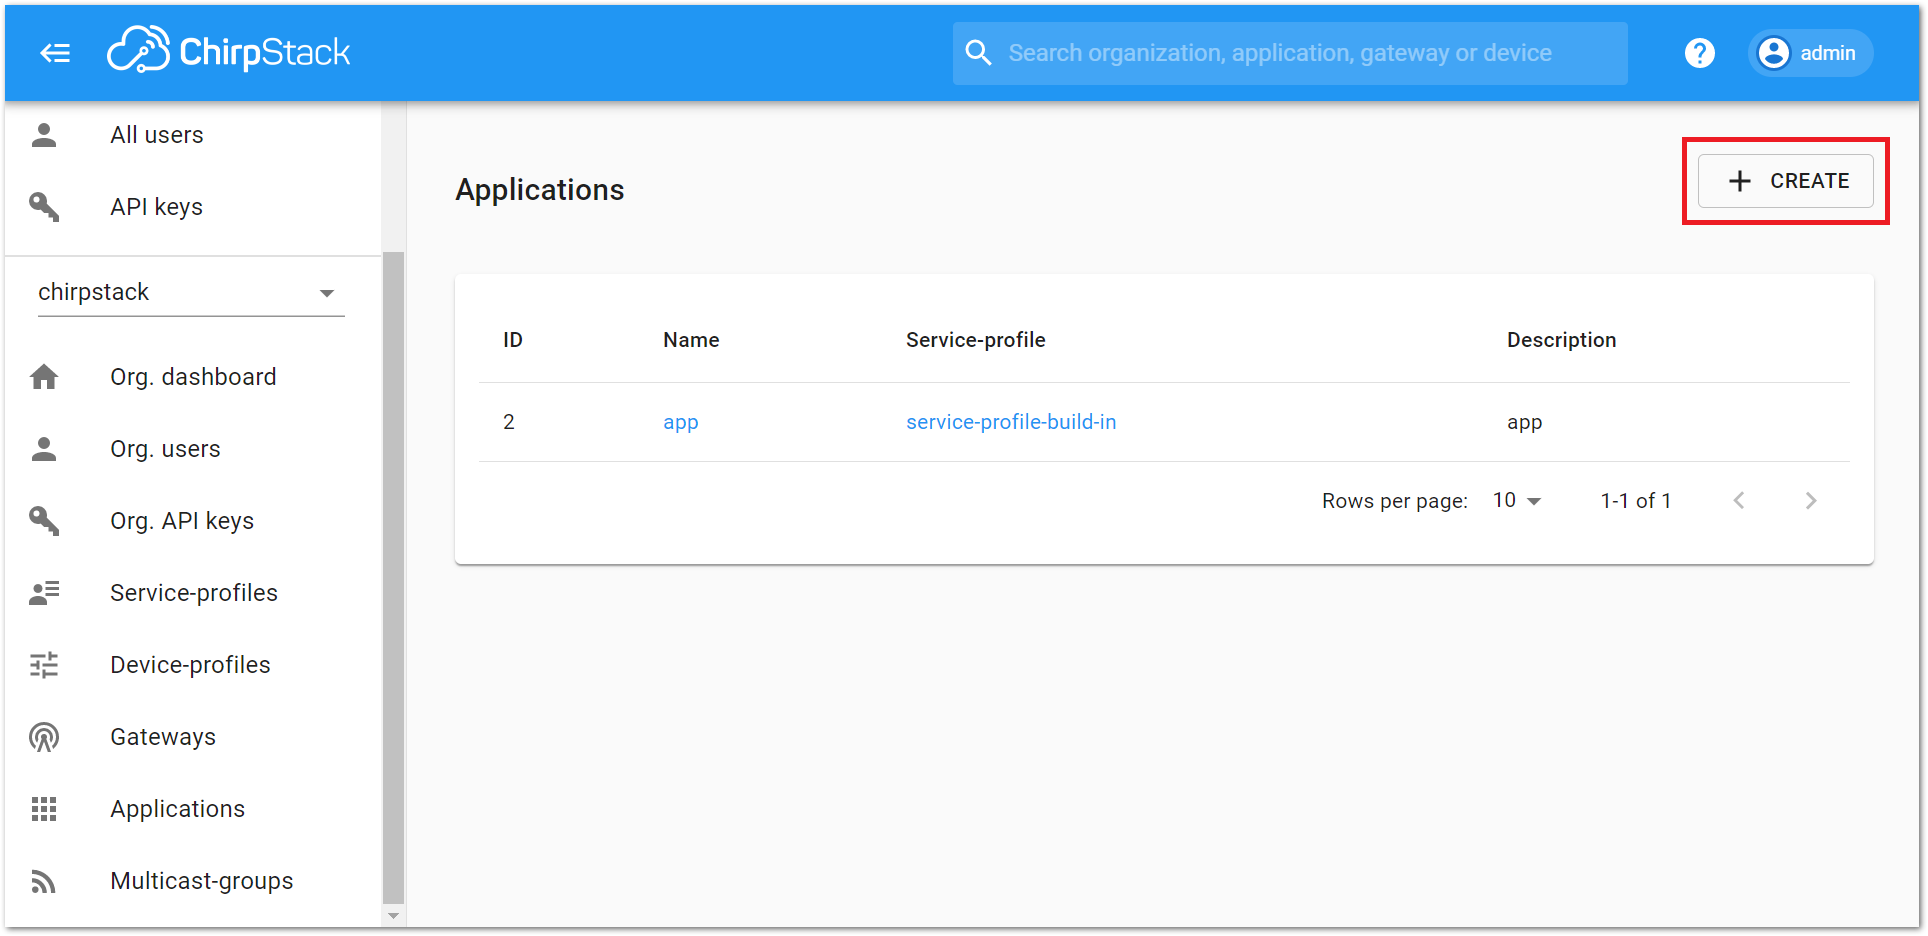 ChirpStack
Search organization, application, gateway or device
? admin
All users
API keys
chirpstack
Org. dashboard
Org. users
Org. API keys
Service-profiles
Device-profiles
Gateways
Applications
Multicast-groups
Applications
+ CREATE
ID Name Service-profile Description
2 app service-profile-build-in app
Rows per page: 10 1-1 of 1